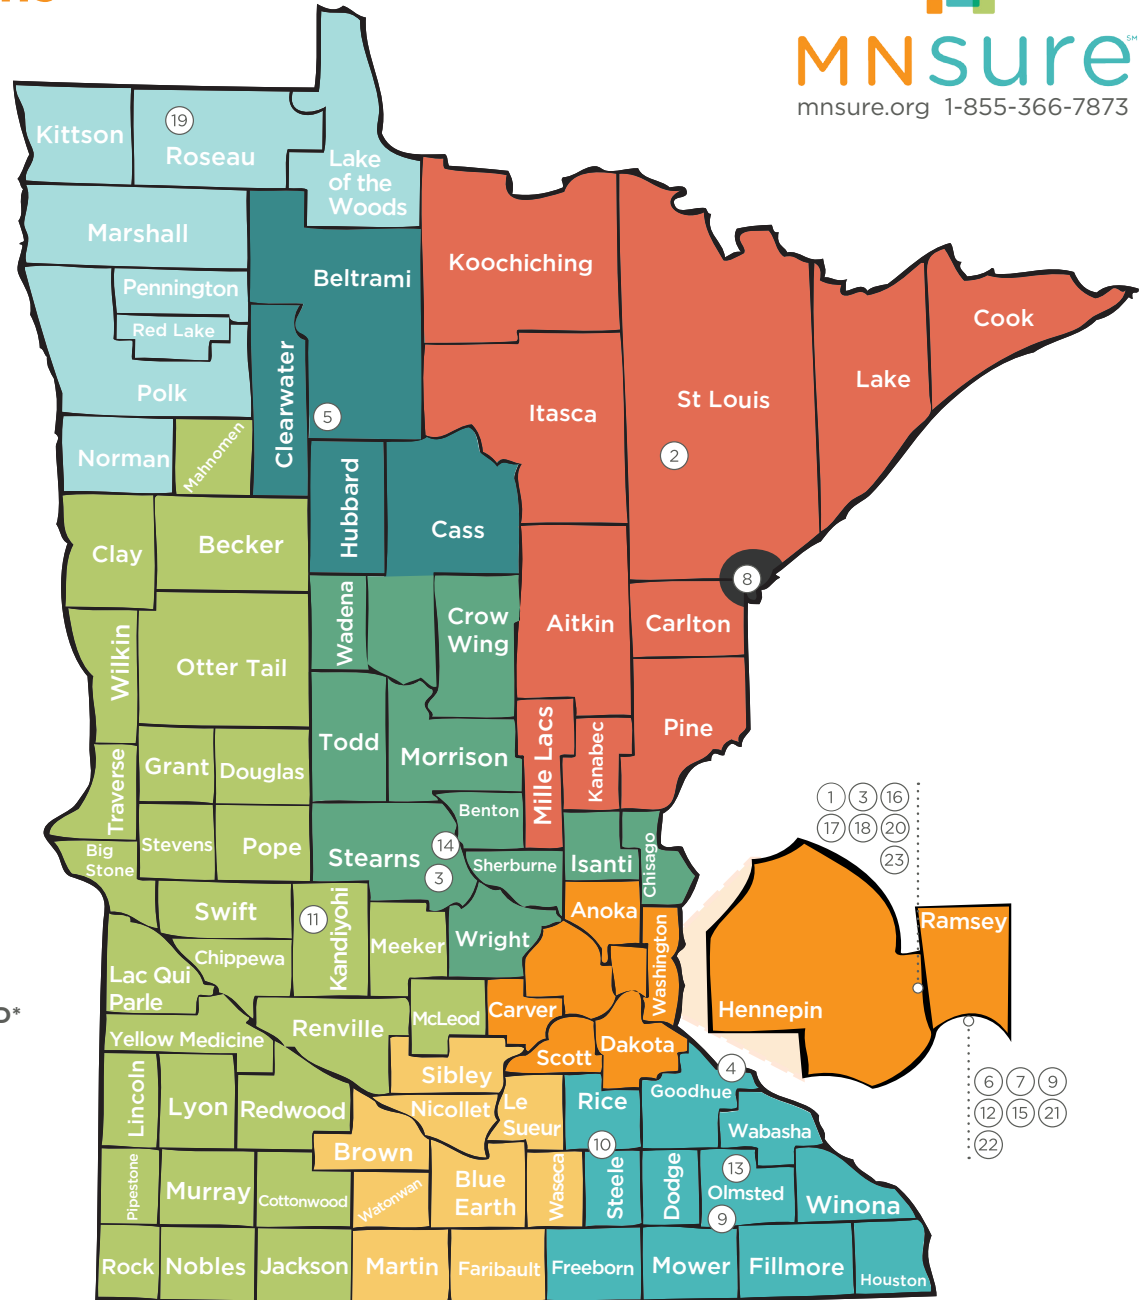 MNsure℠
mnsure.org 1-855-366-7873
Kittson
19
Roseau
Lake
of the
Woods
Marshall
Beltrami
Koochiching
Pennington
Red Lake
Cook
Polk
Clearwater
Lake
5
Itasca
St Louis
2
Norman
Mahnomen
Hubbard
Cass
Clay
Becker
8
Wadena
Crow
Wing
Aitkin
Carlton
Wilkin
Otter Tail
Todd
Morrison
Mille Lacs
Kanabec
Pine
Traverse
Grant
Douglas
Benton
1 3 16
17 18 20
23
Big
Stone
Stevens
Pope
Stearns
14
3
Sherburne
Isanti
Chisago
Swift
11
Kandiyohi
Meeker
Wright
Anoka
Washington
Ramsey
Chippewa
Lac Qui
Parle
Renville
McLeod
Carver
Hennepin
Yellow Medicine
Scott
Dakota
Sibley
4
6 7 9
12 15 21
22
Lincoln
Lyon
Redwood
Nicollet
Le
Sueur
Rice
Goodhue
Wabasha
Brown
10
Pipestone
Murray
Cottonwood
Watonwan
Blue
Earth
Waseca
Steele
Dodge
13
Olmsted
9
Winona
Rock
Nobles
Jackson
Martin
Faribault
Freeborn
Mower
Fillmore
Houston